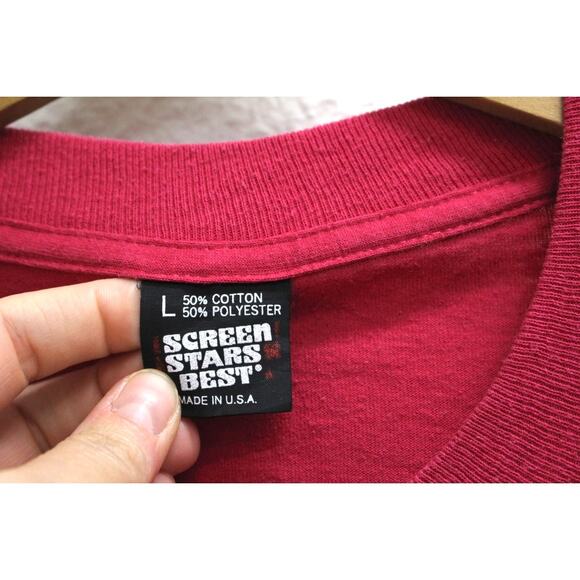 L 50% COTTON
50% POLYESTER
SCREEN
STARS
BEST®
MADE IN U.S.A.